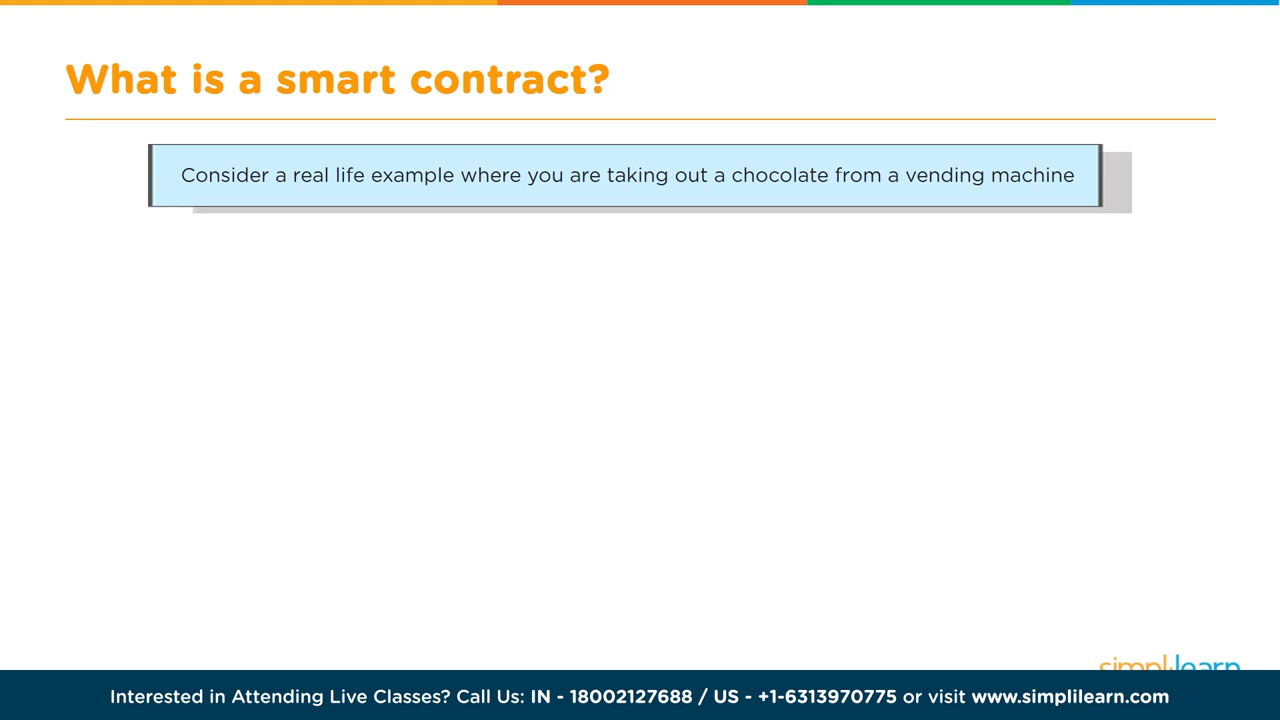 What is a smart contract?
Consider a real life example where you are taking out a chocolate from a vending machine
simplilearn
Interested in Attending Live Classes? Call Us: IN - 18002127688 / US - +1-6313970775 or visit www.simplilearn.com